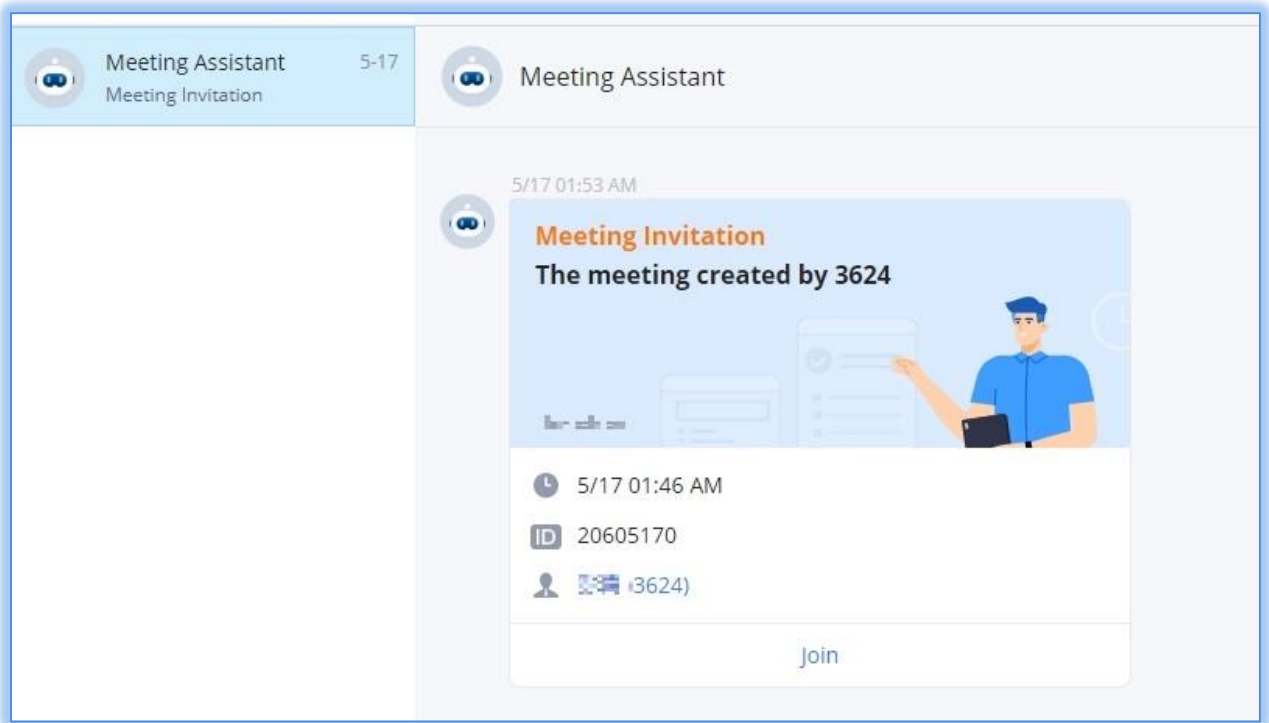 Meeting Assistant 5-17
Meeting Invitation
Meeting Assistant
5/17 01:53 AM
Meeting Invitation
The meeting created by 3624
5/17 01:46 AM
ID 20605170
3624)
Join